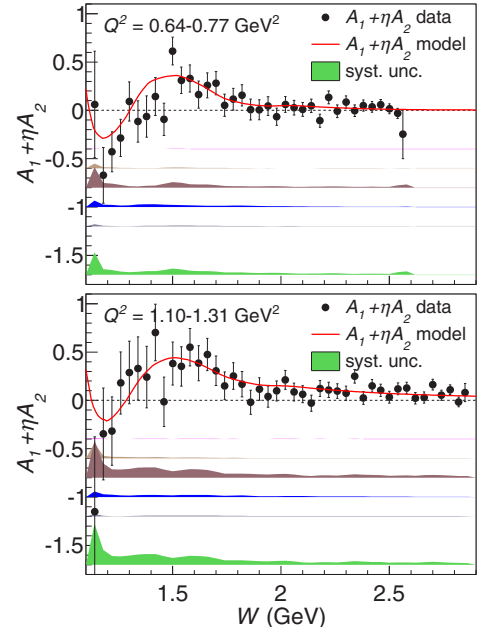 Q² = 0.64-0.77 GeV²
A₁+ηA₂ data
A₁+ηA₂ model
syst. unc.
A₁+ηA₂
1
0.5
0
-0.5
-1
-1.5
Q² = 1.10-1.31 GeV²
A₁+ηA₂ data
A₁+ηA₂ model
syst. unc.
A₁+ηA₂
1
0.5
0
-0.5
-1
-1.5
1.5 2 2.5
W (GeV)